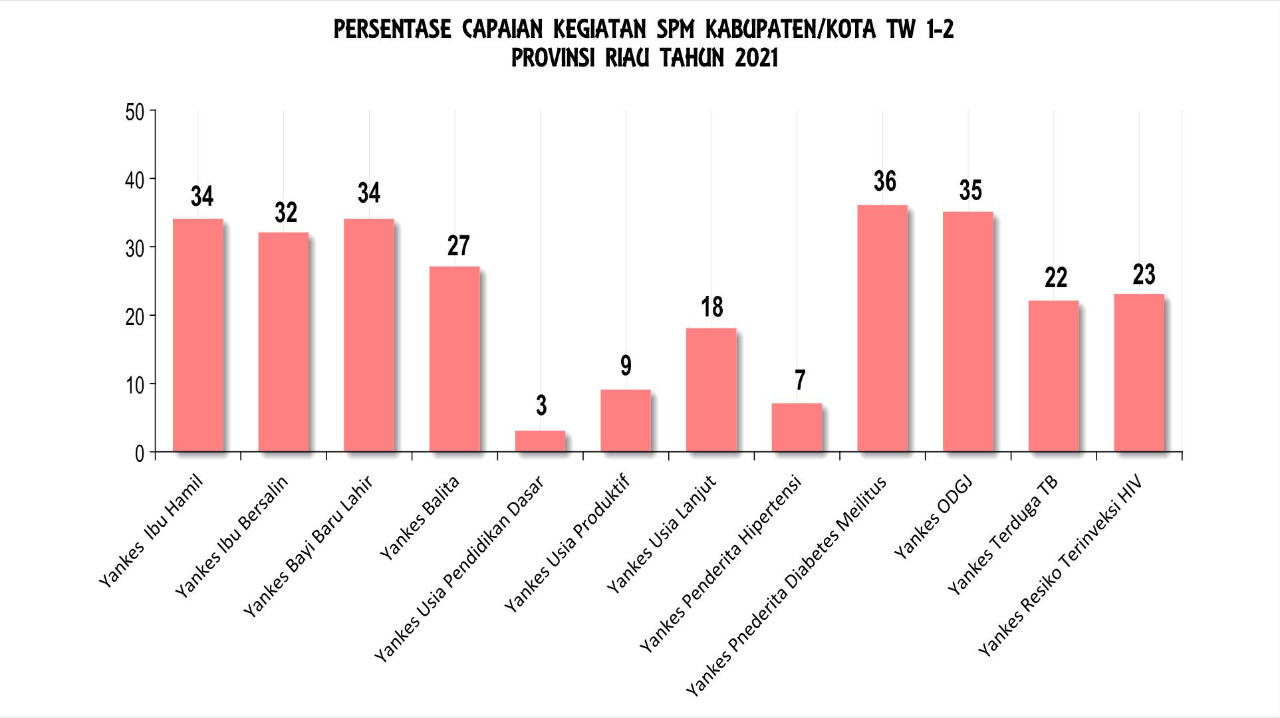 PERSENTASE CAPAIAN KEGIATAN SPM KABUPATEN/KOTA TW 1-2
PROVINSI RIAU TAHUN 2021
50
40
30
20
10
0
34
32
34
27
3
9
18
7
36
35
22
23
Yankes Ibu Hamil
Yankes Ibu Bersalin
Yankes Bayi Baru Lahir
Yankes Balita
Yankes Usia Pendidikan Dasar
Yankes Usia Produktif
Yankes Usia Lanjut
Yankes Penderita Hipertensi
Yankes Pnederita Diabetes Meilitus
Yankes ODGJ
Yankes Terduga TB
Yankes Resiko Terinveksi HIV